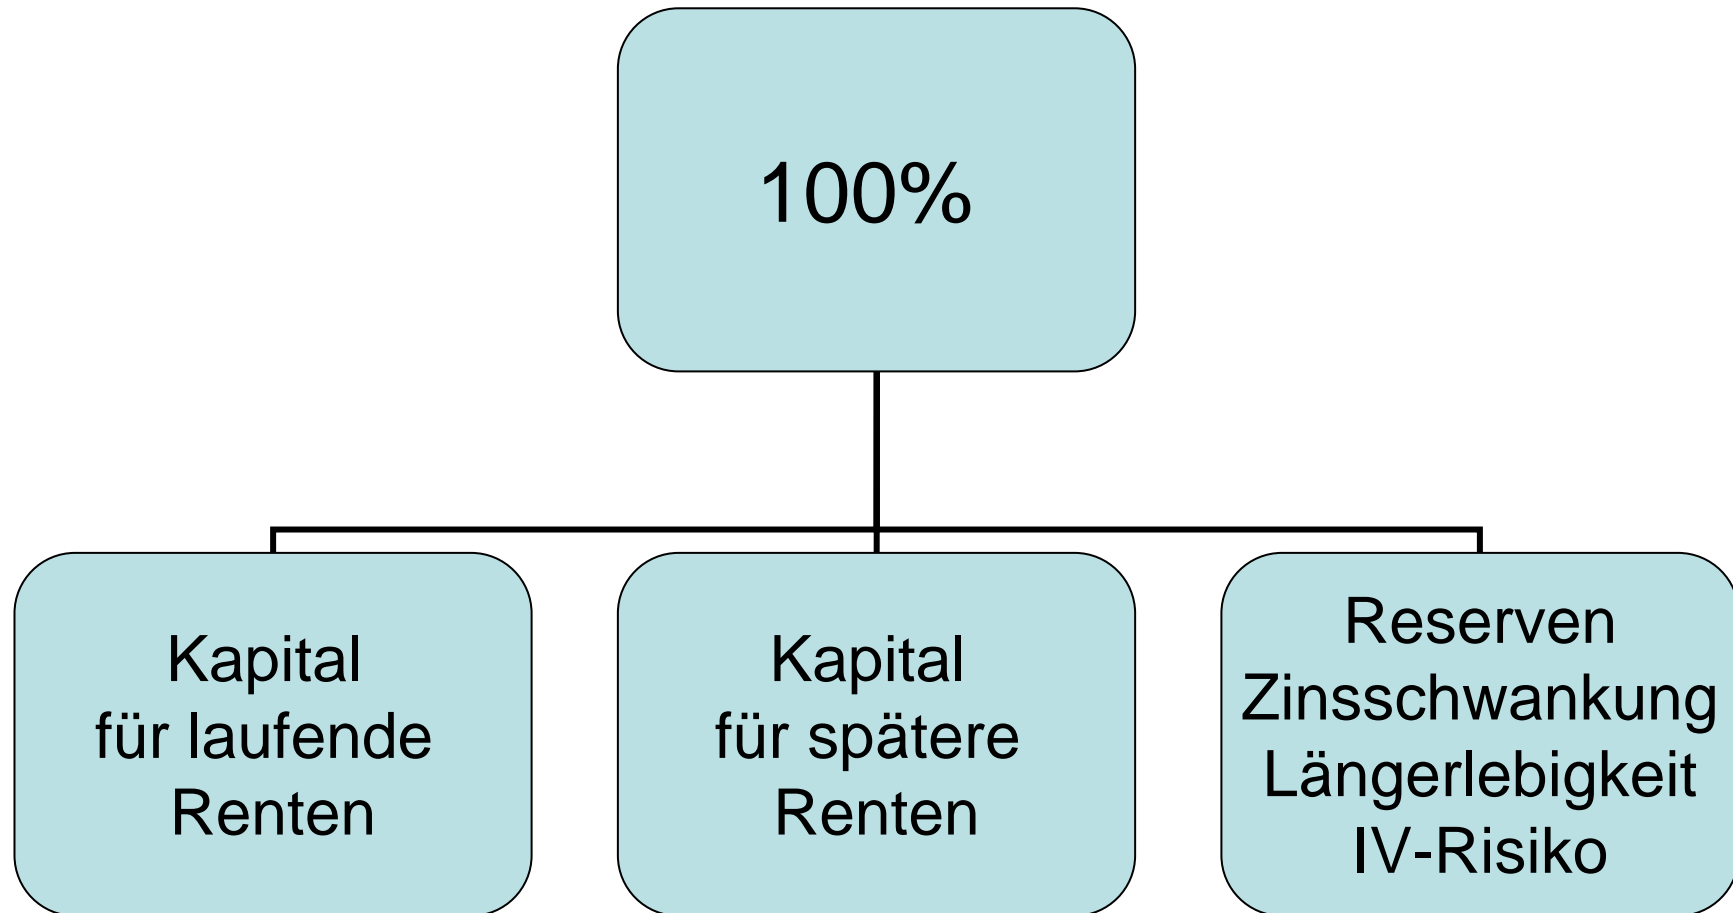 100%
Kapital
für laufende
Renten
Kapital
für spätere
Renten
Reserven
Zinsschwankung
Längerlebigkeit
IV-Risiko